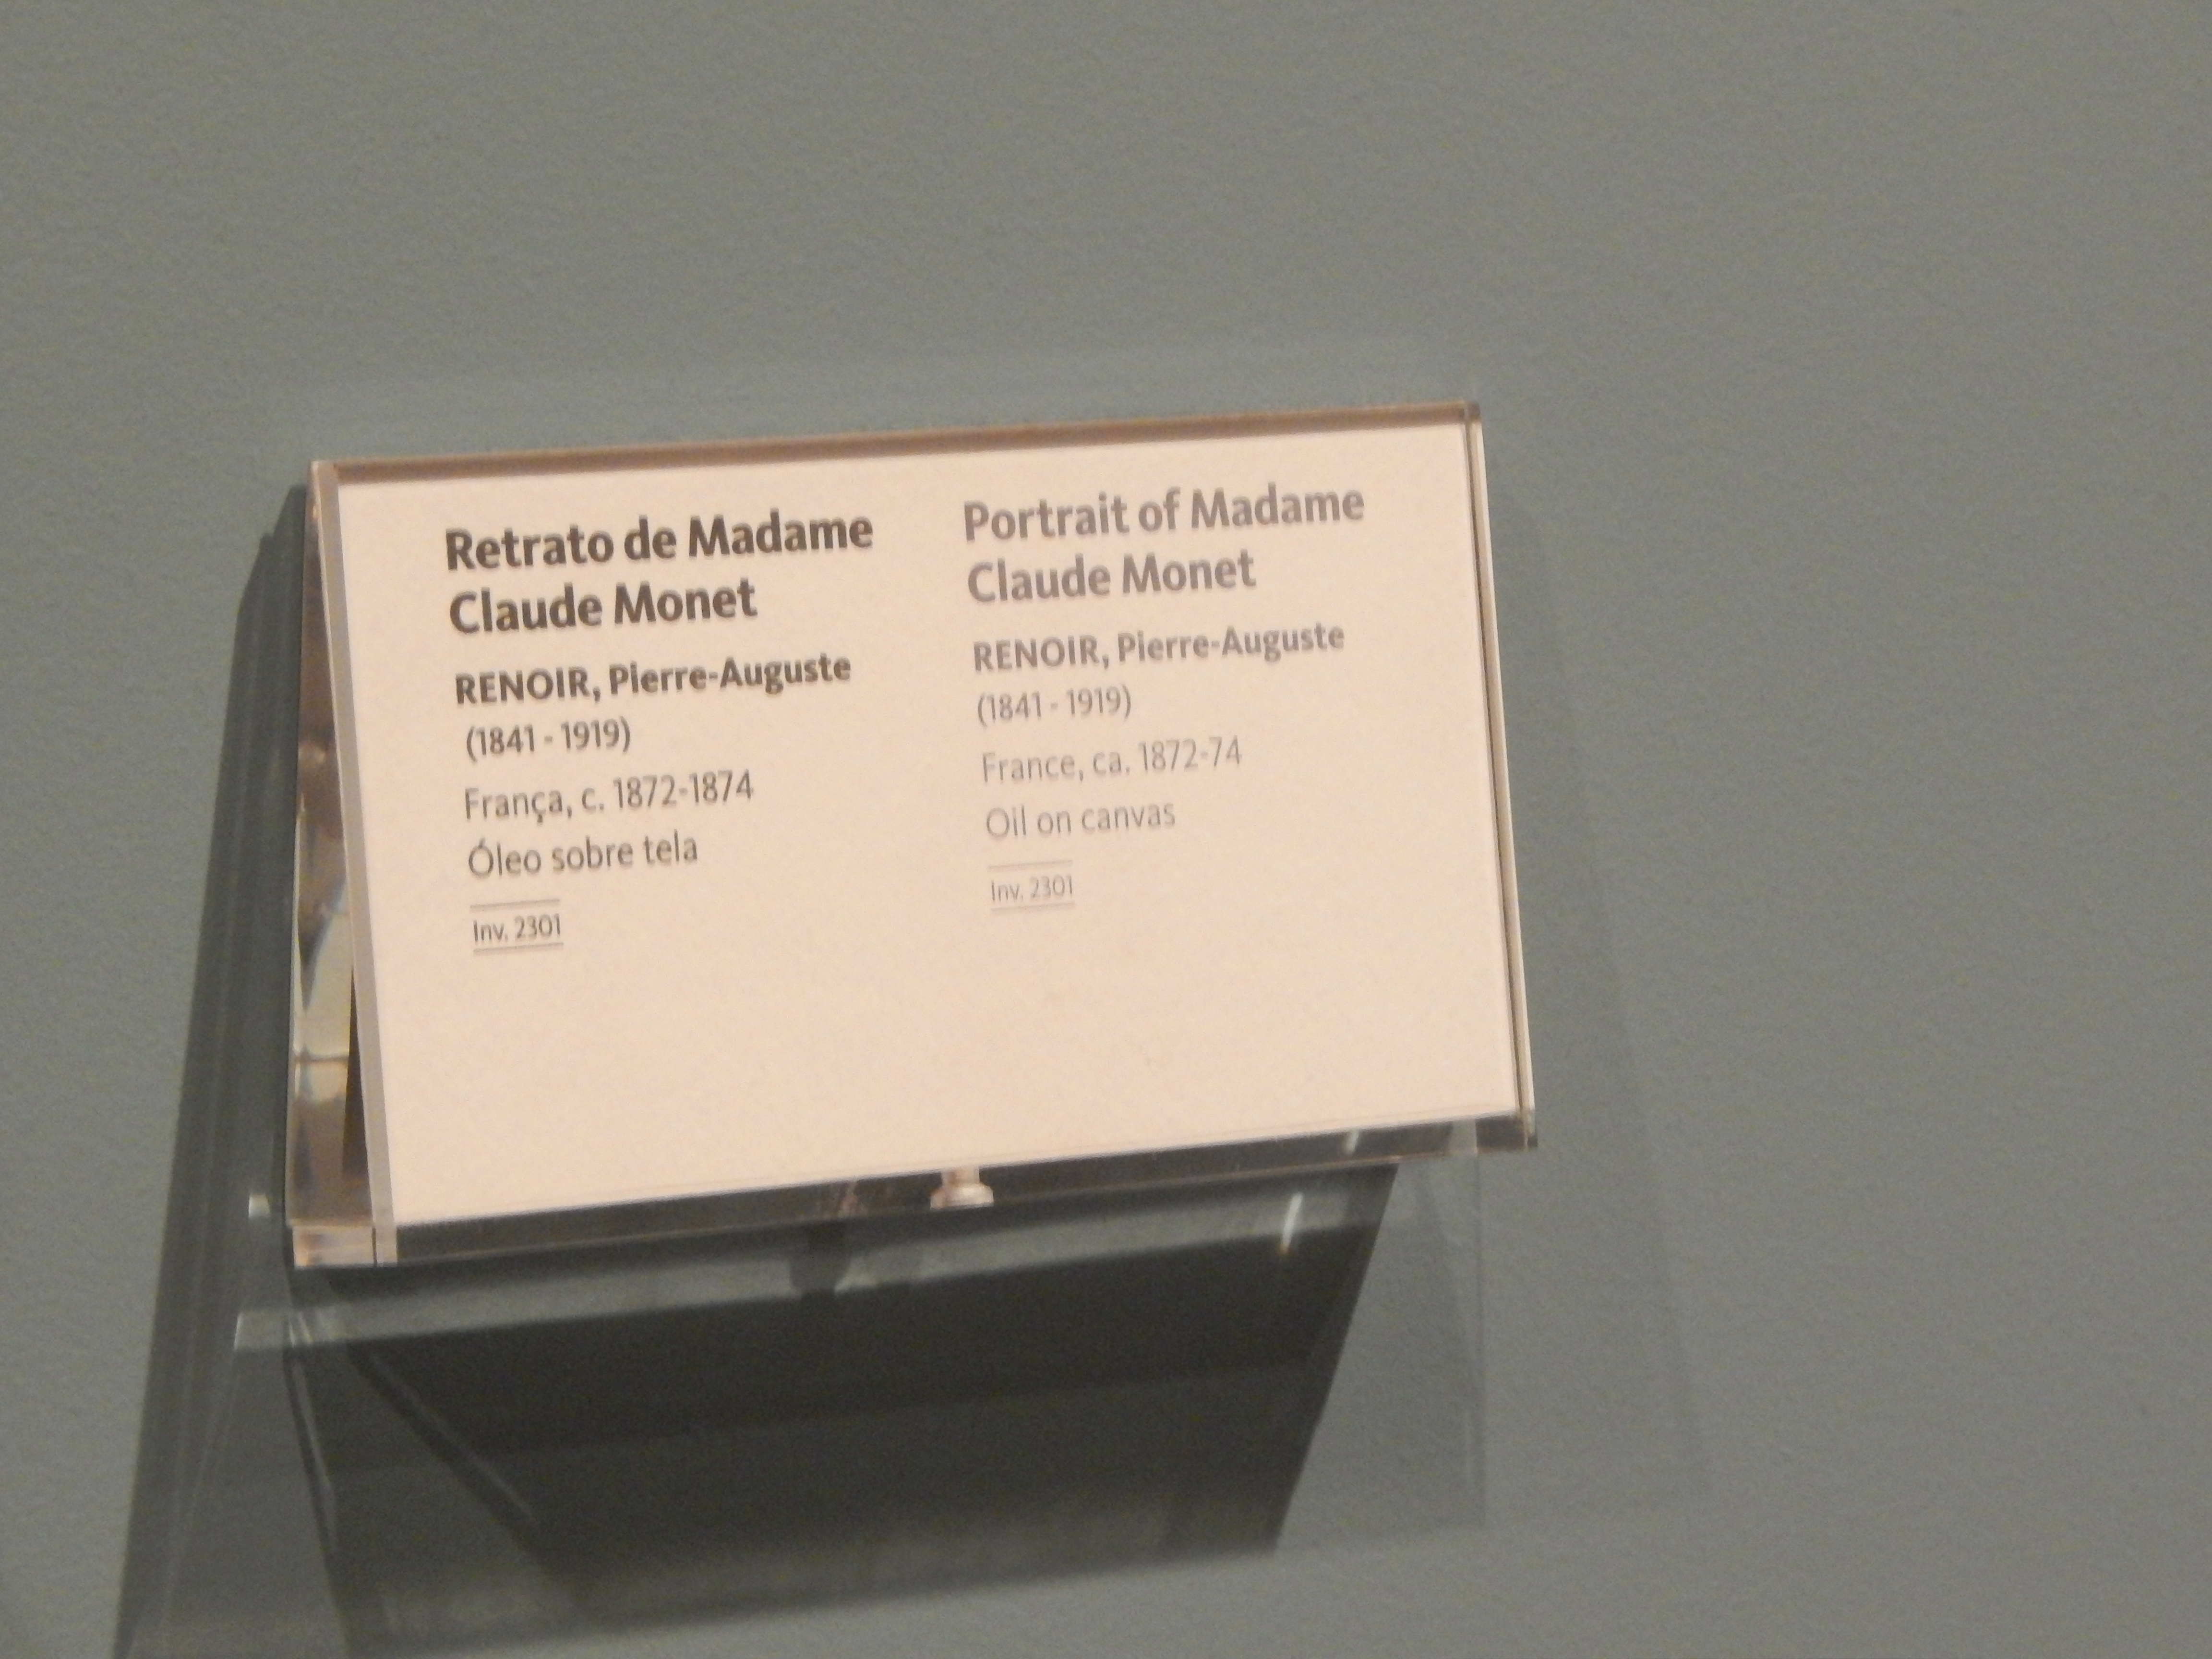 Retrato de Madame
Claude Monet
RENOIR, Pierre-Auguste
(1841 - 1919)
França, c. 1872-1874
Óleo sobre tela
Inv. 2301
Portrait of Madame
Claude Monet
RENOIR, Pierre-Auguste
(1841 - 1919)
France, ca. 1872-74
Oil on canvas
Inv. 2301